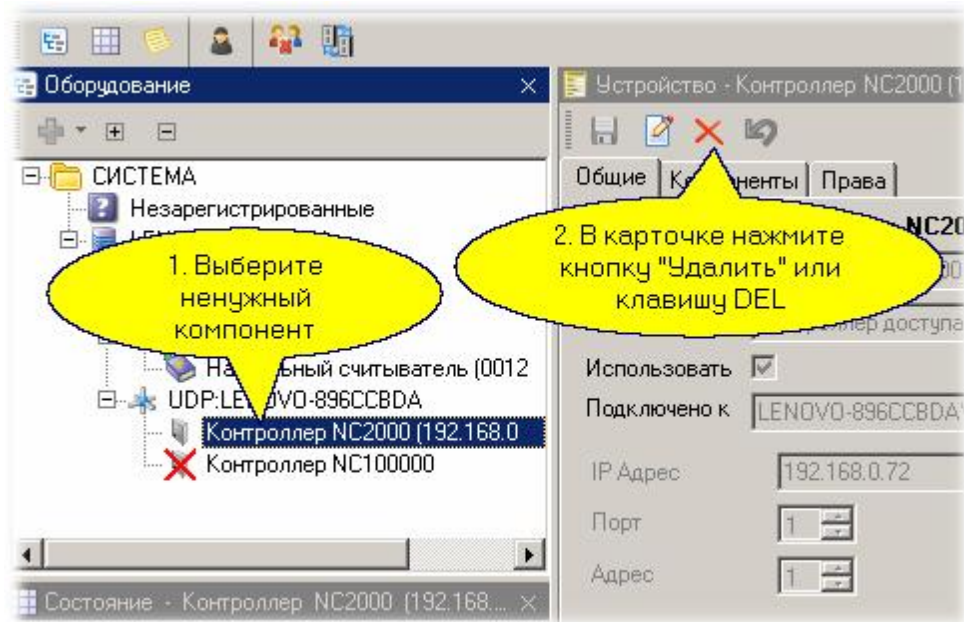 Оборудование
Устройство - Контроллер NC2000 (1
СИСТЕМА
Общие
Права
Незарегистрированные
1. Выберите
ненужный
компонент
2. В карточке нажмите
кнопку "Удалить" или
клавишу DEL
считыватель (0012
Использовать
UDP:LENOVO-896CCBDA
Подключено к
LENOVO-896CCBDA
Контроллер NC2000 (192.168.0
Контроллер NC100000
IP Адрес
192.168.0.72
Порт
1
Адрес
1
Состояние - Контроллер NC2000 (192.168....